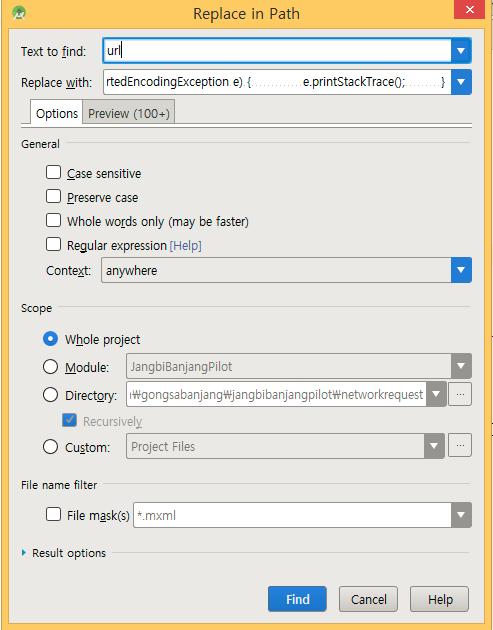 Replace in Path
Text to find: url
Replace with: rtedEncodingException e) { e.printStackTrace(); }
Options Preview (100+)
General
Case sensitive
Preserve case
Whole words only (may be faster)
Regular expression [Help]
Context: anywhere
Scope
Whole project
Module: JangbiBanjangPilot
Directory: ₩gongsabanjang₩jangbibanjangpilot₩networkrequest ...
Recursively
Custom: Project Files ...
File name filter
File mask(s) *.mxml
Result options
Find Cancel Help